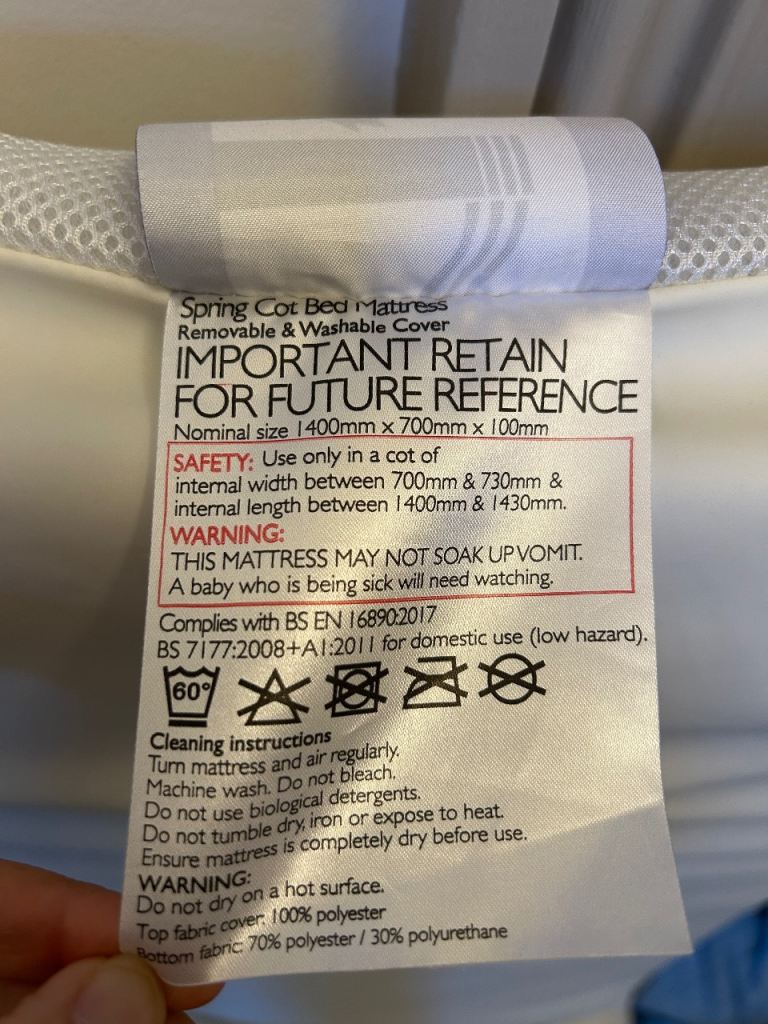 Spring Cot Bed Mattress
Removable & Washable Cover
IMPORTANT RETAIN
FOR FUTURE REFERENCE
Nominal size 1400mm x 700mm x 100mm
SAFETY: Use only in a cot of
internal width between 700mm & 730mm &
internal length between 1400mm & 1430mm.
WARNING:
THIS MATTRESS MAY NOT SOAK UP VOMIT.
A baby who is being sick will need watching.
Complies with BS EN 16890:2017
BS 7177:2008+A1:2011 for domestic use (low hazard).
60°
Cleaning instructions
Turn mattress and air regularly.
Machine wash. Do not bleach.
Do not use biological detergents.
Do not tumble dry, iron or expose to heat.
Ensure mattress is completely dry before use.
WARNING:
Do not dry on a hot surface.
Top fabric cover: 100% polyester
Bottom fabric: 70% polyester / 30% polyurethane